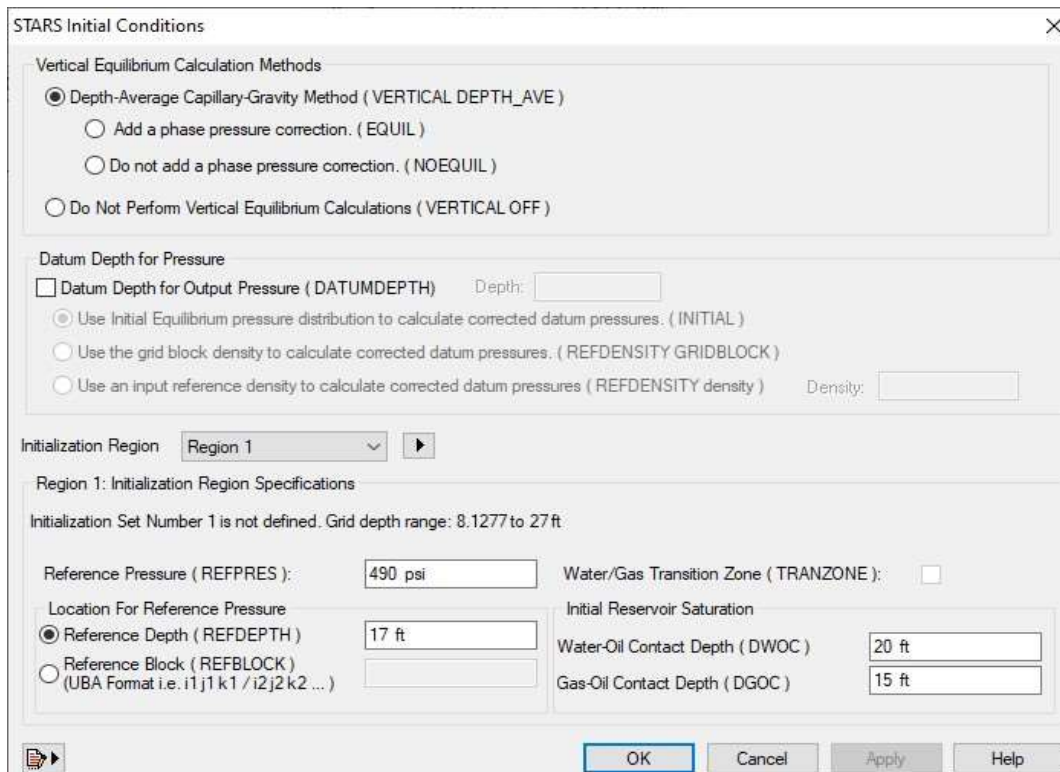 STARS Initial Conditions
Vertical Equilibrium Calculation Methods
Depth-Average Capillary-Gravity Method ( VERTICAL DEPTH_AVE )
Add a phase pressure correction. ( EQUIL )
Do not add a phase pressure correction. ( NOEQUIL )
Do Not Perform Vertical Equilibrium Calculations ( VERTICAL OFF )
Datum Depth for Pressure
Datum Depth for Output Pressure ( DATUMDEPTH) Depth:
Use Initial Equilibrium pressure distribution to calculate corrected datum pressures. ( INITIAL )
Use the grid block density to calculate corrected datum pressures. ( REFDENSITY GRIDBLOCK )
Use an input reference density to calculate corrected datum pressures ( REFDENSITY density ) Density:
Initialization Region Region 1
Region 1: Initialization Region Specifications
Initialization Set Number 1 is not defined. Grid depth range: 8.1277 to 27 ft
Reference Pressure ( REFPRES ): 490 psi Water/Gas Transition Zone ( TRANZONE ):
Location For Reference Pressure
Reference Depth ( REFDEPTH ) 17 ft
Reference Block ( REFBLOCK )
(UBA Format i.e. i1 j1 k1 / i2 j2 k2 ... )
Initial Reservoir Saturation
Water-Oil Contact Depth ( DWOC ) 20 ft
Gas-Oil Contact Depth ( DGOC ) 15 ft
OK Cancel Apply Help